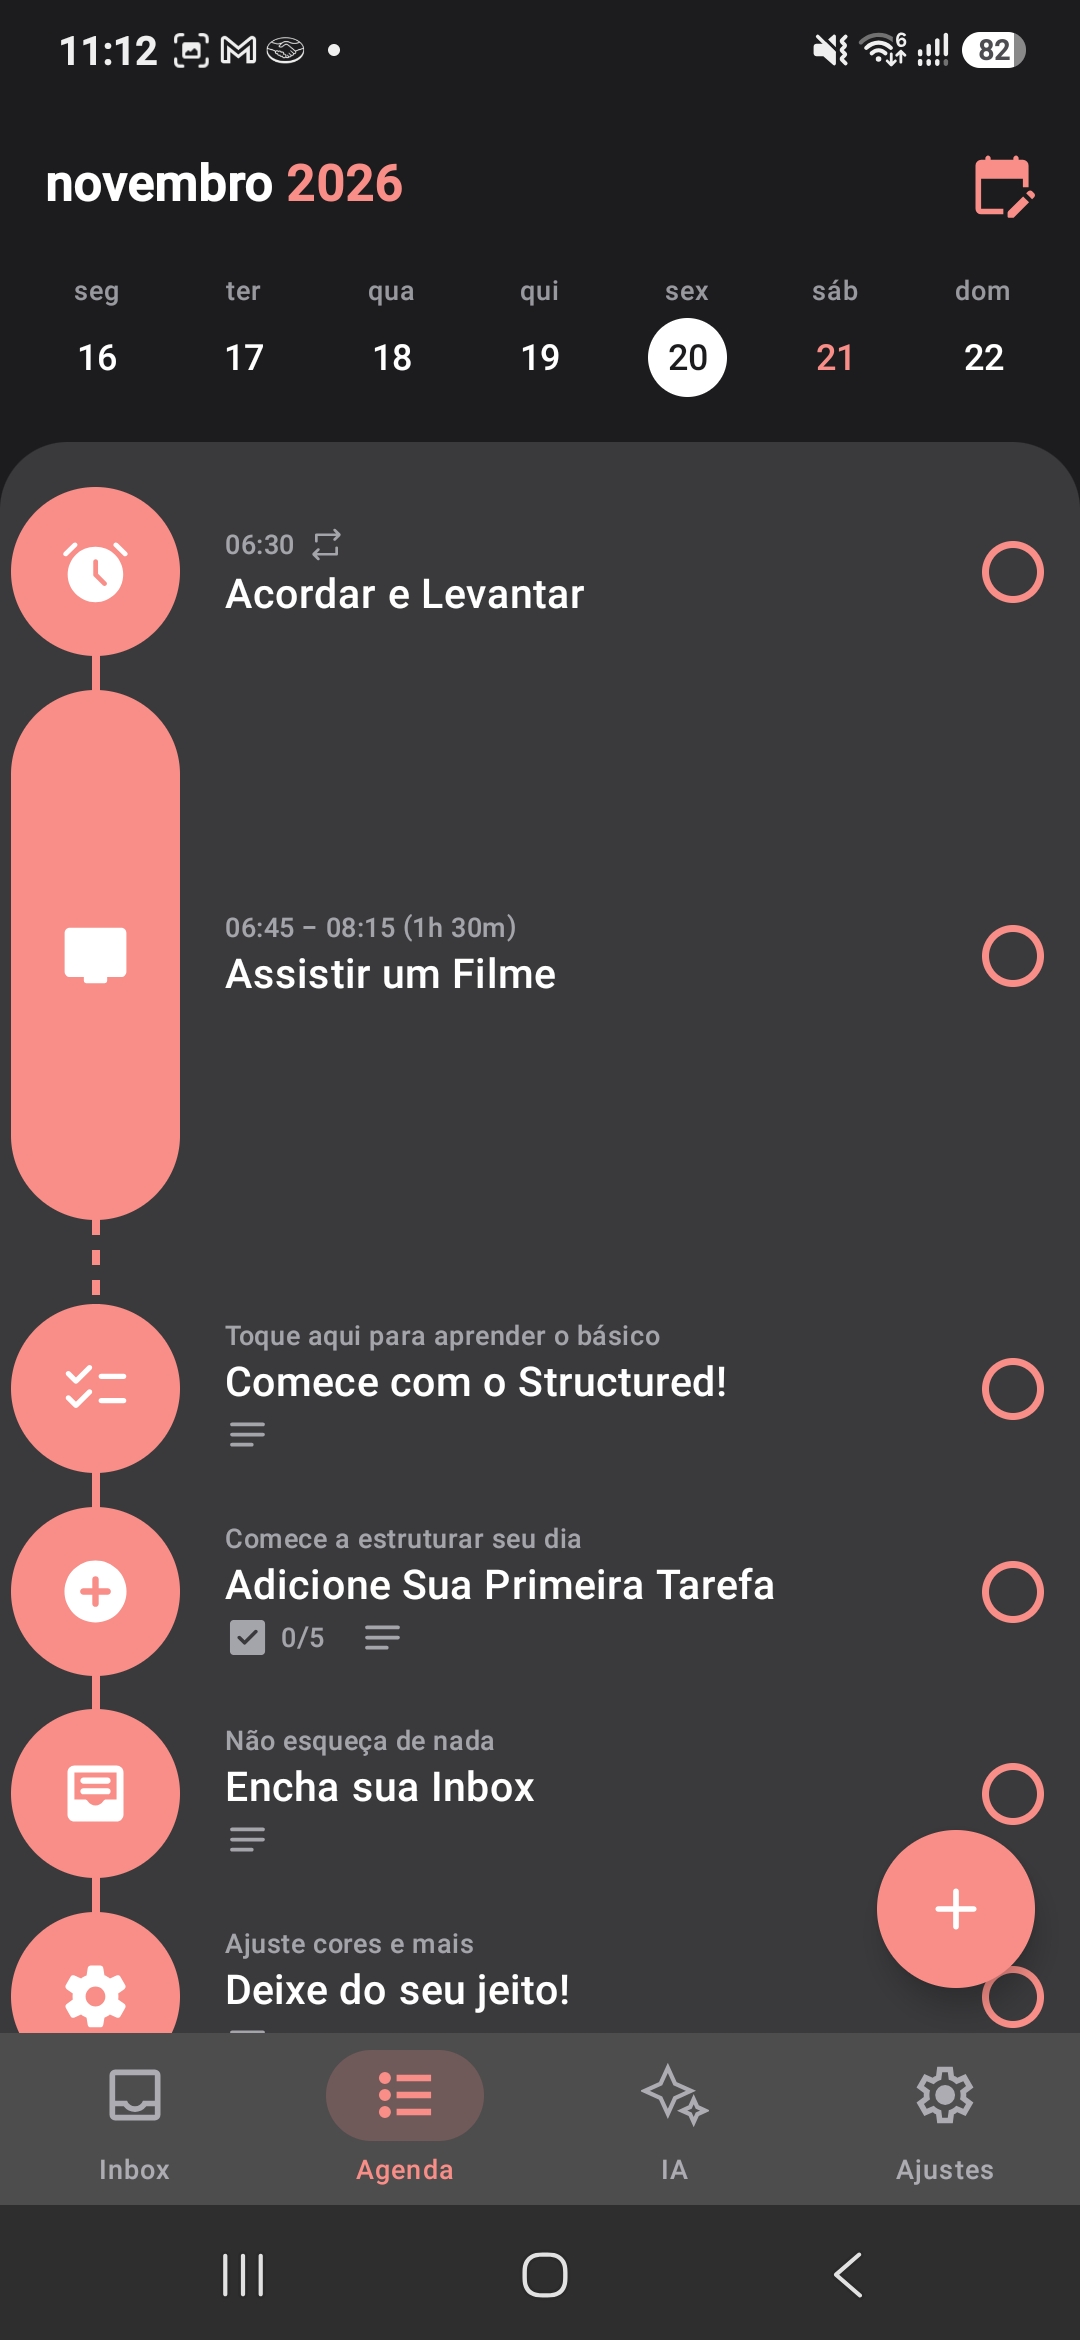 11:12
6
82
novembro 2026
seg ter qua qui sex sáb dom
16 17 18 19 20 21 22
06:30
Acordar e Levantar
06:45 – 08:15 (1h 30m)
Assistir um Filme
Toque aqui para aprender o básico
Comece com o Structured!
Comece a estruturar seu dia
Adicione Sua Primeira Tarefa
0/5
Não esqueça de nada
Encha sua Inbox
Ajuste cores e mais
Deixe do seu jeito!
Inbox Agenda IA Ajustes